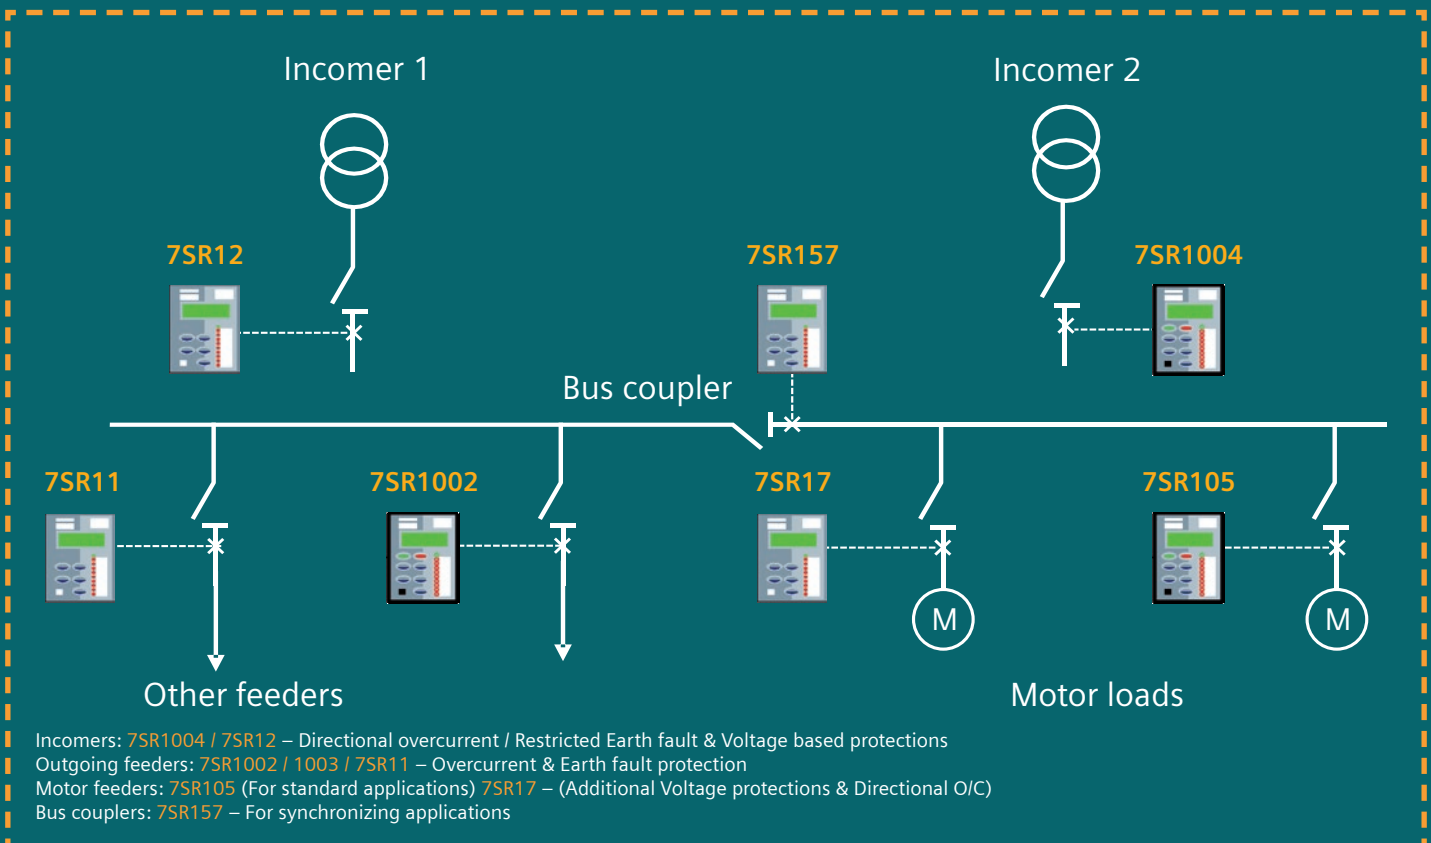 Incomer 1
Incomer 2
7SR12
7SR157
7SR1004
Bus coupler
7SR11
7SR1002
7SR17
7SR105
M
M
Other feeders
Motor loads
Incomers: 7SR1004 / 7SR12 – Directional overcurrent / Restricted Earth fault & Voltage based protections
Outgoing feeders: 7SR1002 / 1003 / 7SR11 – Overcurrent & Earth fault protection
Motor feeders: 7SR105 (For standard applications) 7SR17 – (Additional Voltage protections & Directional O/C)
Bus couplers: 7SR157 – For synchronizing applications